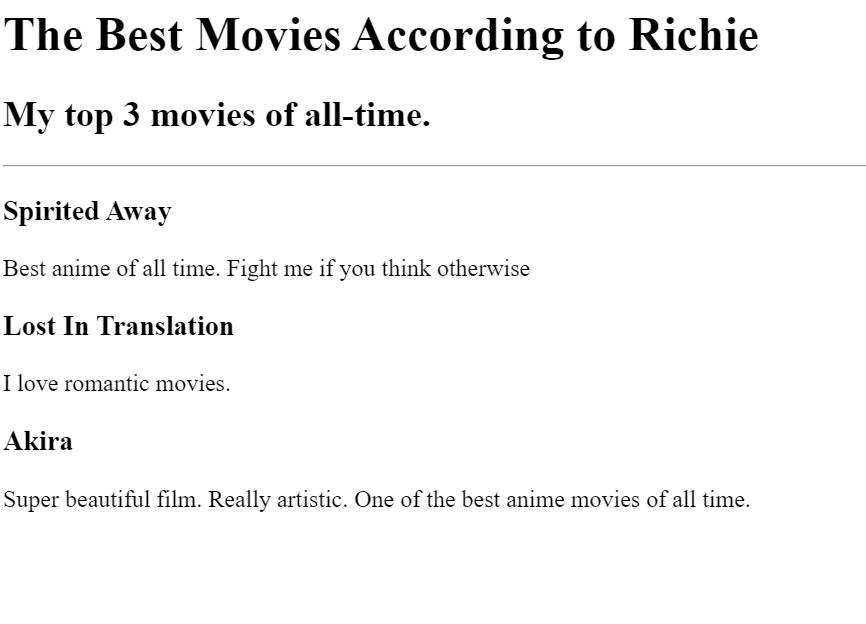 The Best Movies According to Richie
My top 3 movies of all-time.
Spirited Away
Best anime of all time. Fight me if you think otherwise
Lost In Translation
I love romantic movies.
Akira
Super beautiful film. Really artistic. One of the best anime movies of all time.